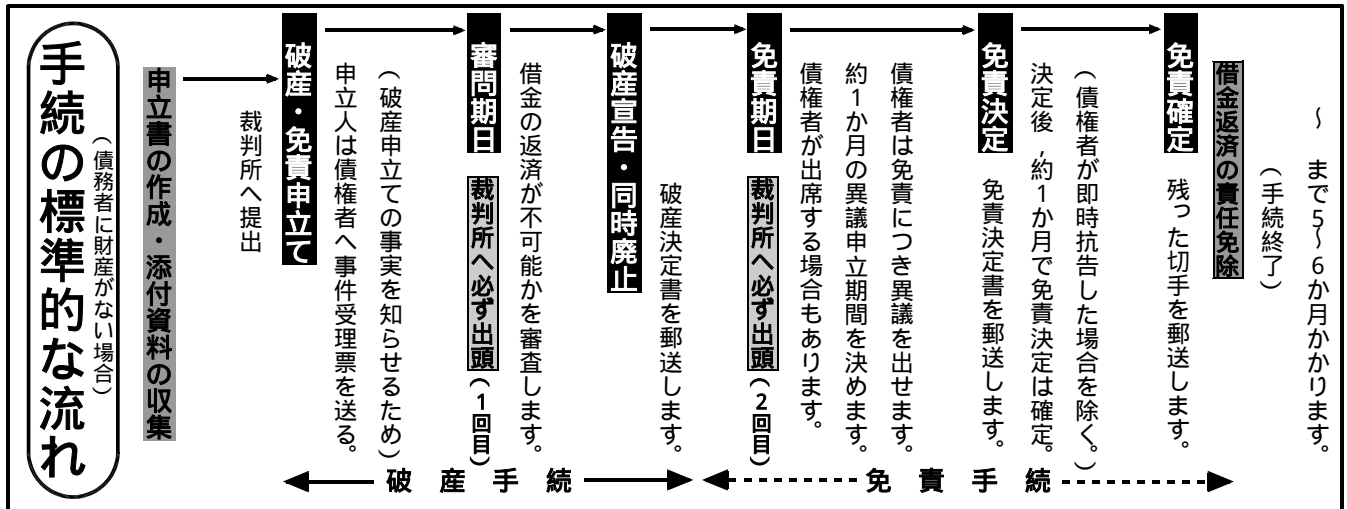 手続の標準的な流れ
（債務者に財産がない場合）
申立書の作成・添付資料の収集
裁判所へ提出
破産・免責申立て
申立人は債権者へ事件受理票を送る。
（破産申立ての事実を知らせるため）
審問期日 裁判所へ必ず出頭（1回目）
借金の返済が不可能かを審査します。
破産宣告・同時廃止
破産決定書を郵送します。
免責期日 裁判所へ必ず出頭（2回目）
債権者が出席する場合もあります。
約1か月の異議申立期間を決めます。
債権者は免責につき異議を出せます。
免責決定 免責決定書を郵送します。
決定後，約1か月で免責決定は確定。
（債権者が即時抗告した場合を除く。）
免責確定 残った切手を郵送します。
借金返済の責任免除
（手続終了）
～ まで5～6か月かかります。
破産手続
免責手続